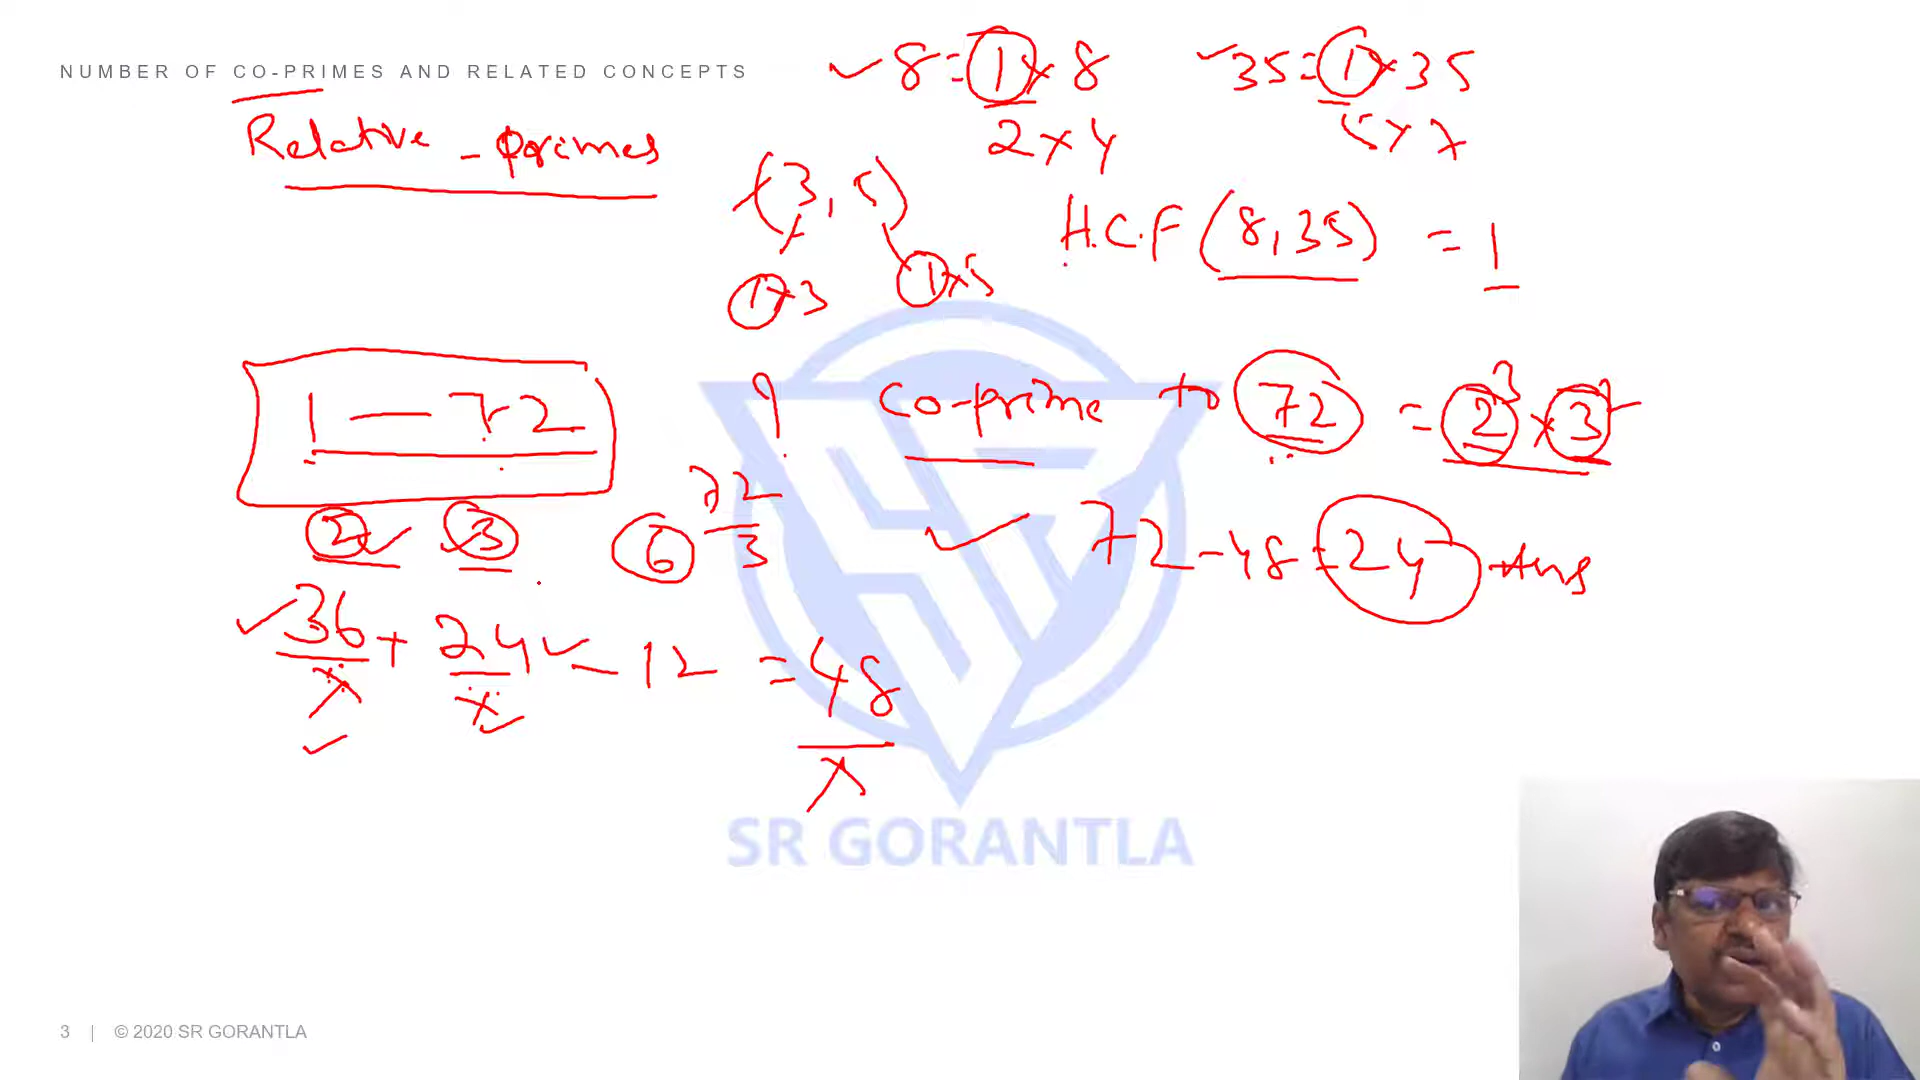 NUMBER OF CO-PRIMES AND RELATED CONCEPTS
Relative - primes
8 = 1 x 8
2 x 4
35 = 1 x 35
5 x 7
(3, 5)
1 x 3
1 x 5
H.C.F (8, 35) = 1
1 — 72
?
co-prime to 72 = 2³ x 3²
2 3
6
72
3
72 - 48 = 24 Ans
36 + 24 - 12 = 48
x x
x
SR GORANTLA
3 | © 2020 SR GORANTLA